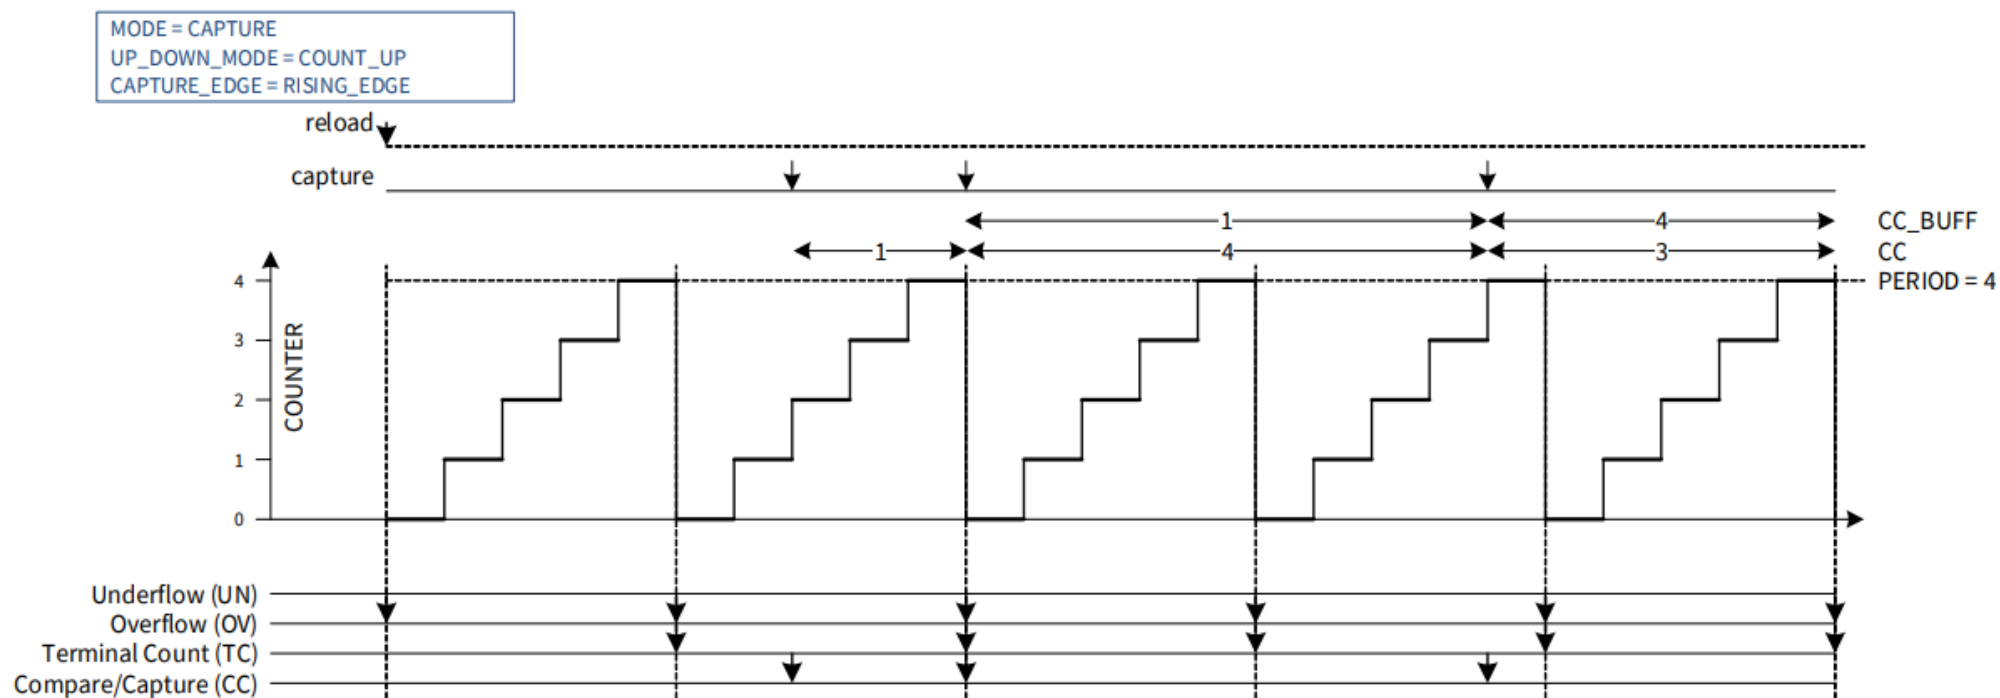 MODE = CAPTURE
UP_DOWN_MODE = COUNT_UP
CAPTURE_EDGE = RISING_EDGE
reload
capture
1 4 CC_BUFF
1 4 3 CC
4 PERIOD = 4
3
COUNTER
2
1
0
Underflow (UN)
Overflow (OV)
Terminal Count (TC)
Compare/Capture (CC)